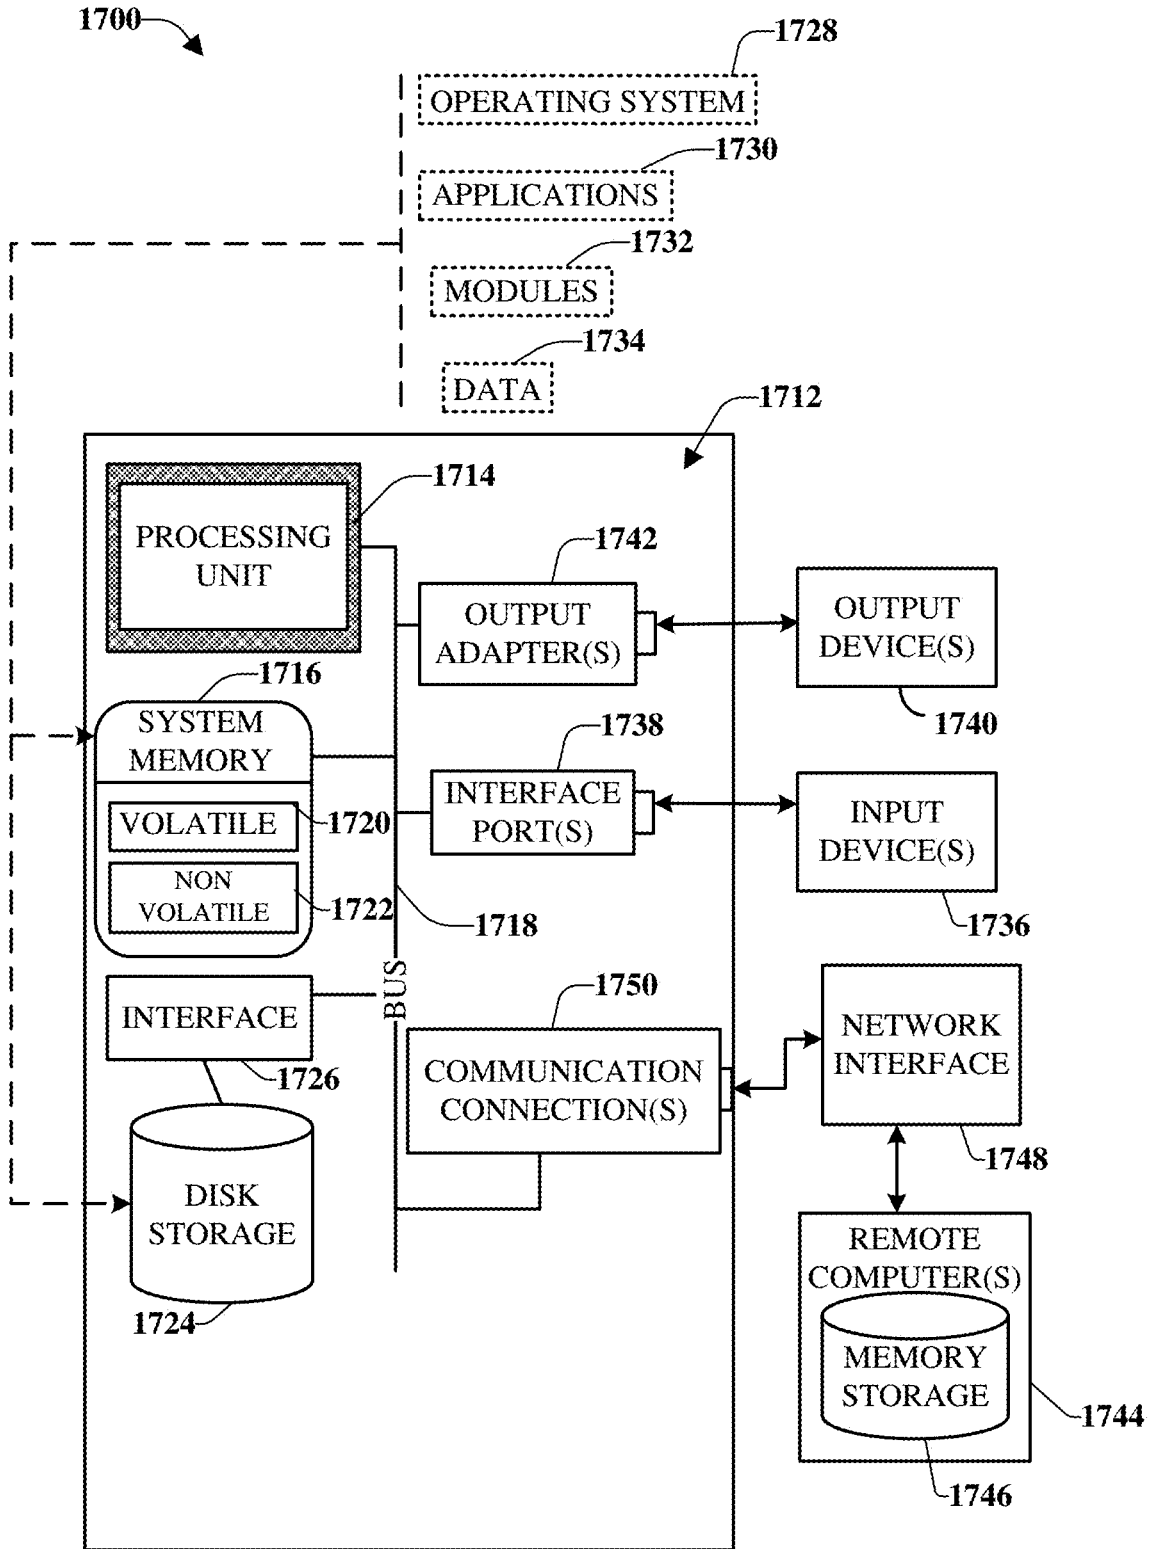 1700
1728
OPERATING SYSTEM
1730
APPLICATIONS
1732
MODULES
1734
DATA
1712
1714
PROCESSING
UNIT
1742
OUTPUT
ADAPTER(S)
OUTPUT
DEVICE(S)
1740
1716
SYSTEM
MEMORY
VOLATILE
1720
NON
VOLATILE
1722
1738
INTERFACE
PORT(S)
INPUT
DEVICE(S)
1736
1718
BUS
INTERFACE
1726
1750
COMMUNICATION
CONNECTION(S)
NETWORK
INTERFACE
1748
DISK
STORAGE
1724
REMOTE
COMPUTER(S)
MEMORY
STORAGE
1744
1746